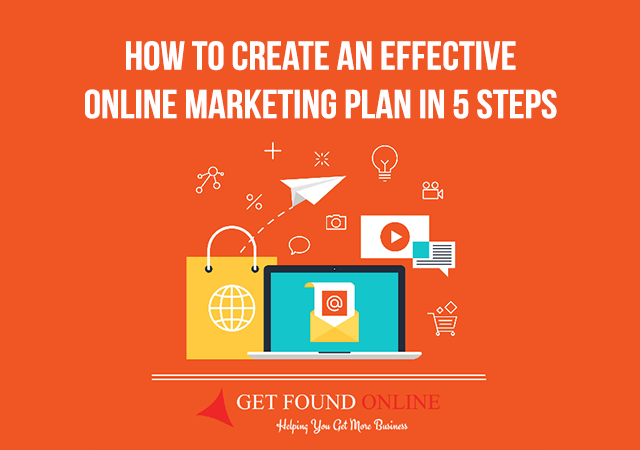 HOW TO CREATE AN EFFECTIVE
ONLINE MARKETING PLAN IN 5 STEPS
%
@
GET FOUND ONLINE
Helping You Get More Business